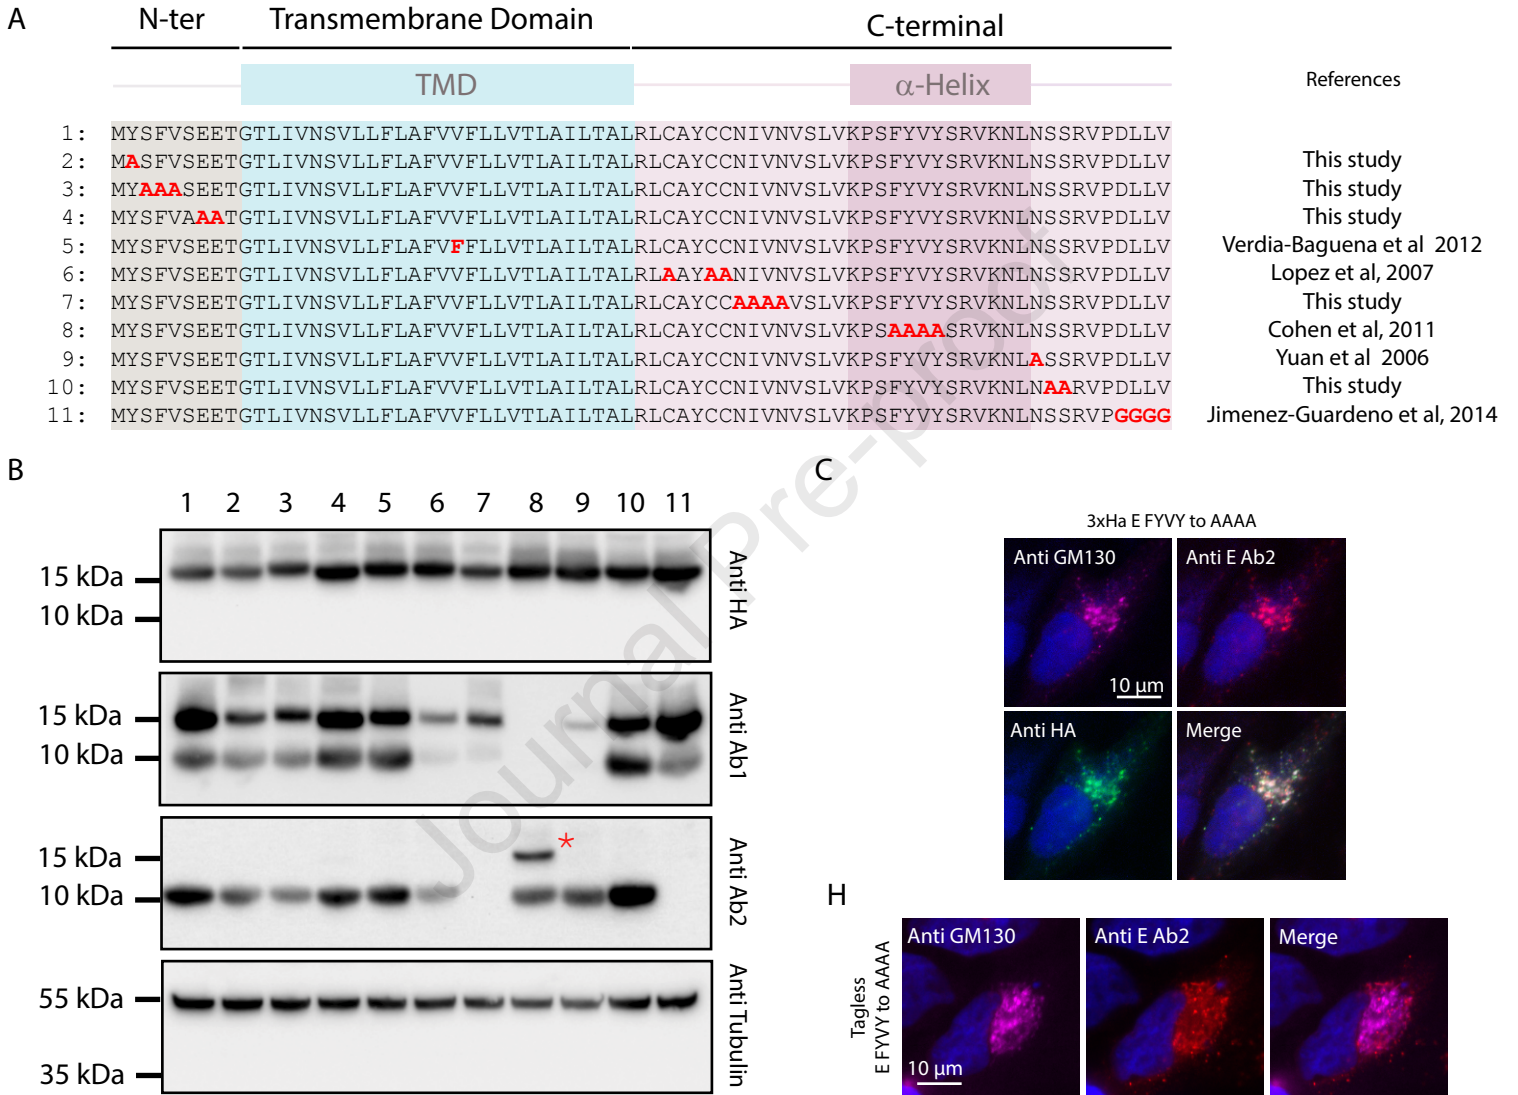 A
N-ter Transmembrane Domain C-terminal
TMD α-Helix References
1: MYSFVSEETGTLIVNSVLLFLAFVVFLLVTLAILTALRLCAYCCNIVNVSLVKPSFYVYSRVKNLNSSRVPDLLV
2: MASFVSEETGTLIVNSVLLFLAFVVFLLVTLAILTALRLCAYCCNIVNVSLVKPSFYVYSRVKNLNSSRVPDLLV This study
3: MYAAASEETGTLIVNSVLLFLAFVVFLLVTLAILTALRLCAYCCNIVNVSLVKPSFYVYSRVKNLNSSRVPDLLV This study
4: MYSFVAAATGTLIVNSVLLFLAFVVFLLVTLAILTALRLCAYCCNIVNVSLVKPSFYVYSRVKNLNSSRVPDLLV This study
5: MYSFVSEETGTLIVNSVLLFLAFVFFLLVTLAILTALRLCAYCCNIVNVSLVKPSFYVYSRVKNLNSSRVPDLLV Verdia-Baguena et al 2012
6: MYSFVSEETGTLIVNSVLLFLAFVVFLLVTLAILTALRLAAYAANIVNVSLVKPSFYVYSRVKNLNSSRVPDLLV Lopez et al, 2007
7: MYSFVSEETGTLIVNSVLLFLAFVVFLLVTLAILTALRLCAYCCAAAAVSLVKPSFYVYSRVKNLNSSRVPDLLV This study
8: MYSFVSEETGTLIVNSVLLFLAFVVFLLVTLAILTALRLCAYCCNIVNVSLVKPSAAAASRVKNLNSSRVPDLLV Cohen et al, 2011
9: MYSFVSEETGTLIVNSVLLFLAFVVFLLVTLAILTALRLCAYCCNIVNVSLVKPSFYVYSRVKNLASSRVPDLLV Yuan et al 2006
10: MYSFVSEETGTLIVNSVLLFLAFVVFLLVTLAILTALRLCAYCCNIVNVSLVKPSFYVYSRVKNLNAARVPDLLV This study
11: MYSFVSEETGTLIVNSVLLFLAFVVFLLVTLAILTALRLCAYCCNIVNVSLVKPSFYVYSRVKNLNSSRVPGGGG Jimenez-Guardeno et al, 2014
Journal Pre-proof
B
1 2 3 4 5 6 7 8 9 10 11
15 kDa
10 kDa
Anti HA
15 kDa
10 kDa
Anti Ab1
15 kDa
10 kDa
*
Anti Ab2
55 kDa
35 kDa
Anti Tubulin
C
3xHa E FYVY to AAAA
Anti GM130 Anti E Ab2
10 μm
Anti HA Merge
H
Tagless
E FYVY to AAAA
Anti GM130 Anti E Ab2 Merge
10 μm